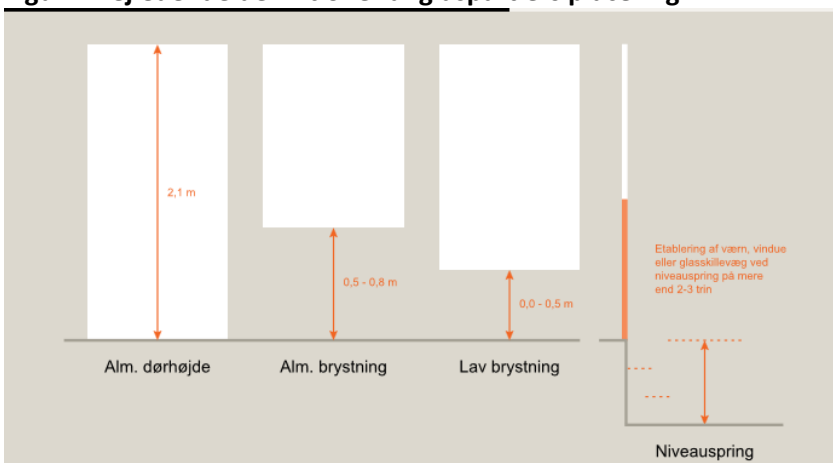 2,1 m
0,5 - 0,8 m
0,0 - 0,5 m
Etablering af værn, vindue
eller glasskillevæg ved
niveauspring på mere
end 2-3 trin
Alm. dørhøjde
Alm. brystning
Lav brystning
Niveauspring